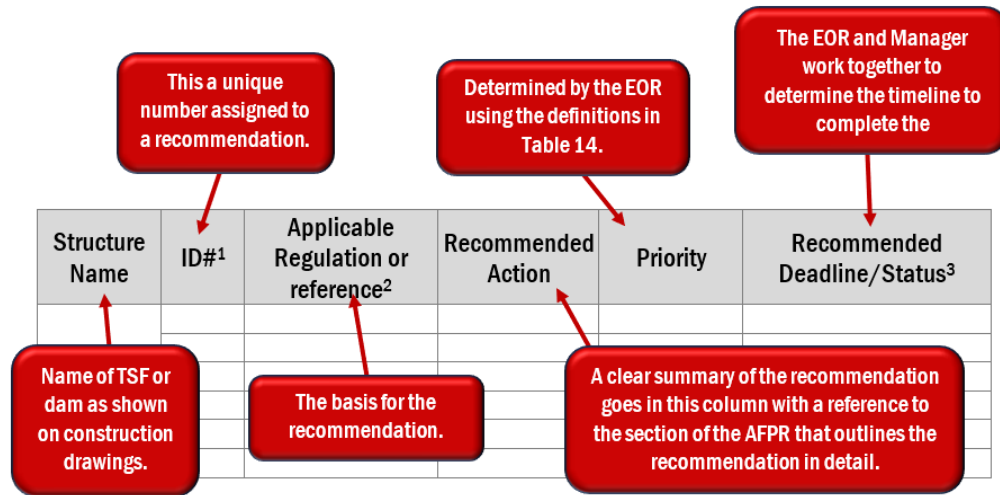 This a unique
number assigned to
a recommendation.
Determined by the EOR
using the definitions in
Table 14.
The EOR and Manager
work together to
determine the timeline to
complete the
Structure
Name
ID#¹
Applicable
Regulation or
reference²
Recommended
Action
Priority
Recommended
Deadline/Status³
Name of TSF or
dam as shown
on construction
drawings.
The basis for the
recommendation.
A clear summary of the recommendation
goes in this column with a reference to
the section of the AFPR that outlines the
recommendation in detail.